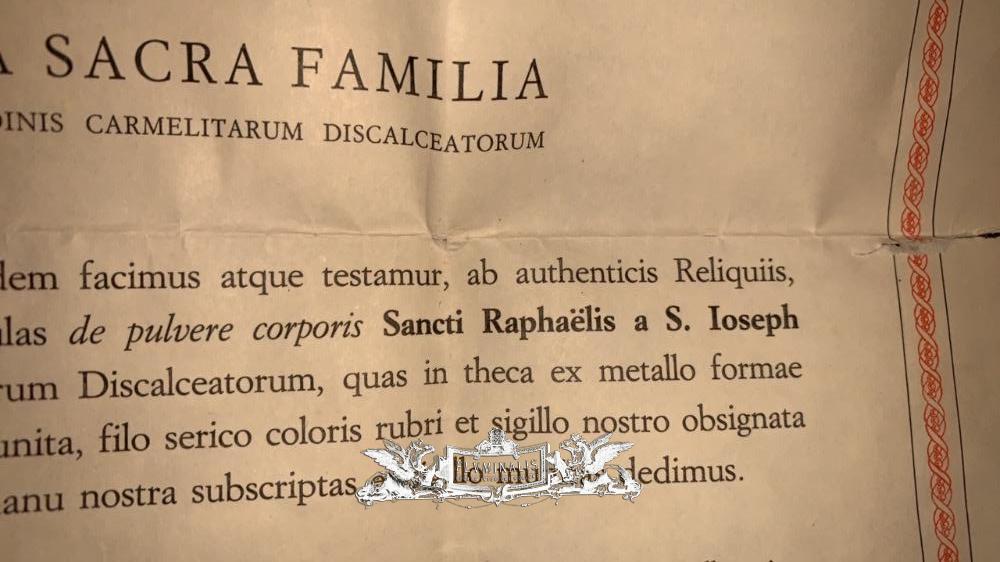 A SACRA FAMILIA
DINIS CARMELITARUM DISCALCEATORUM
dem facimus atque testamur, ab authenticis Reliquiis,
ulas de pulvere corporis Sancti Raphaëlis a S. Ioseph
rum Discalceatorum, quas in theca ex metallo formae
unita, filo serico coloris rubri et sigillo nostro obsignata
anu nostra subscriptas dedimus.